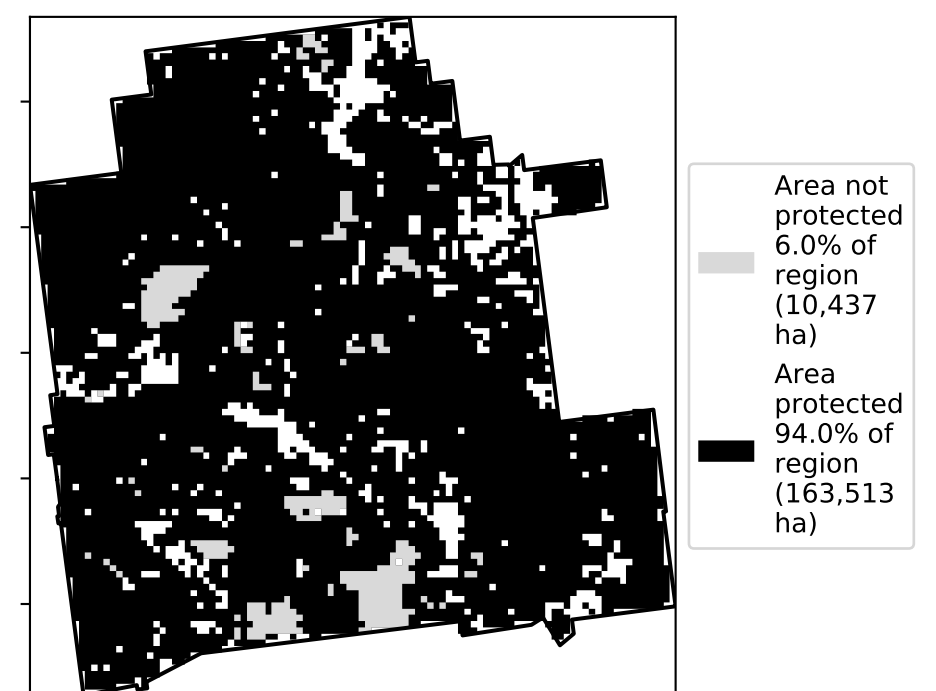 Area not
protected
6.0% of
region
(10,437
ha)
Area
protected
94.0% of
region
(163,513
ha)